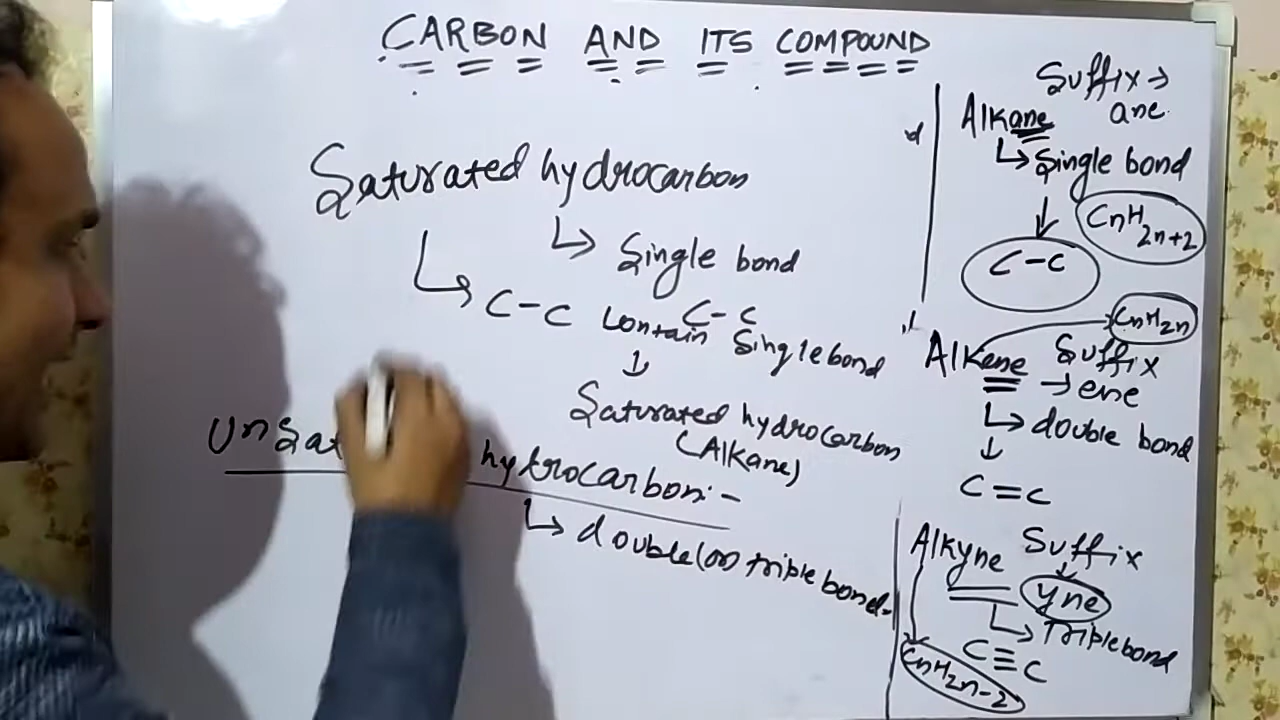 CARBON AND ITS COMPOUND
Saturated hydrocarbon
Single bond
C-C contain C-C Single bond
Saturated hydrocarbon
(Alkane)
UnSat hytrocarbon:-
double (or) triple bond.
Suffix → ane
Alkane
Single bond
CnH2n+2
C-C
CnH2n
Alkene Suffix
→ ene
double bond
C=C
Alkyne Suffix
yne
Triple bond
C≡C
CnH2n-2